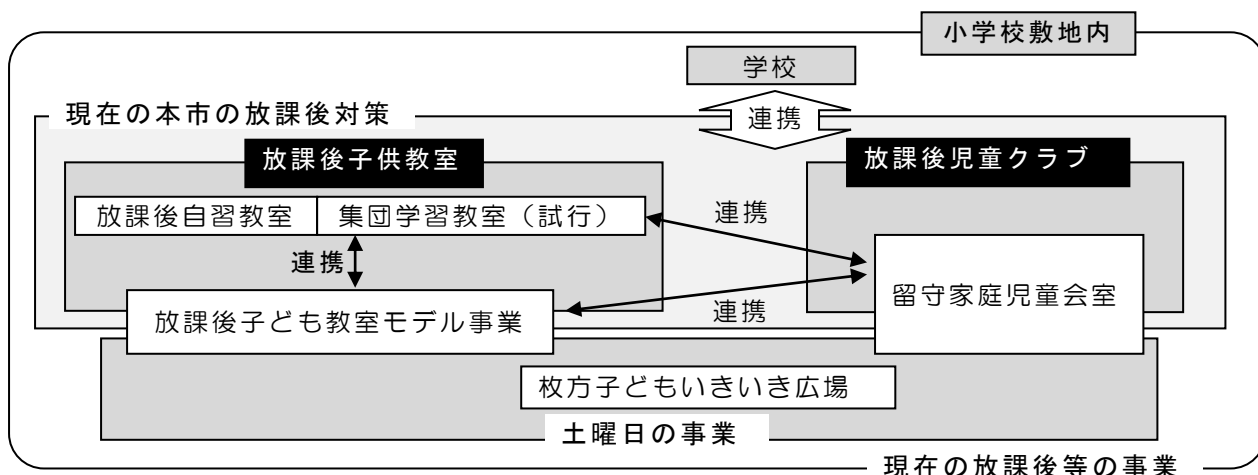 小学校敷地内
学校
連携
現在の本市の放課後対策
放課後子供教室
放課後児童クラブ
放課後自習教室
集団学習教室（試行）
連携
連携
留守家庭児童会室
放課後子ども教室モデル事業
連携
枚方子どもいきいき広場
土曜日の事業
現在の放課後等の事業